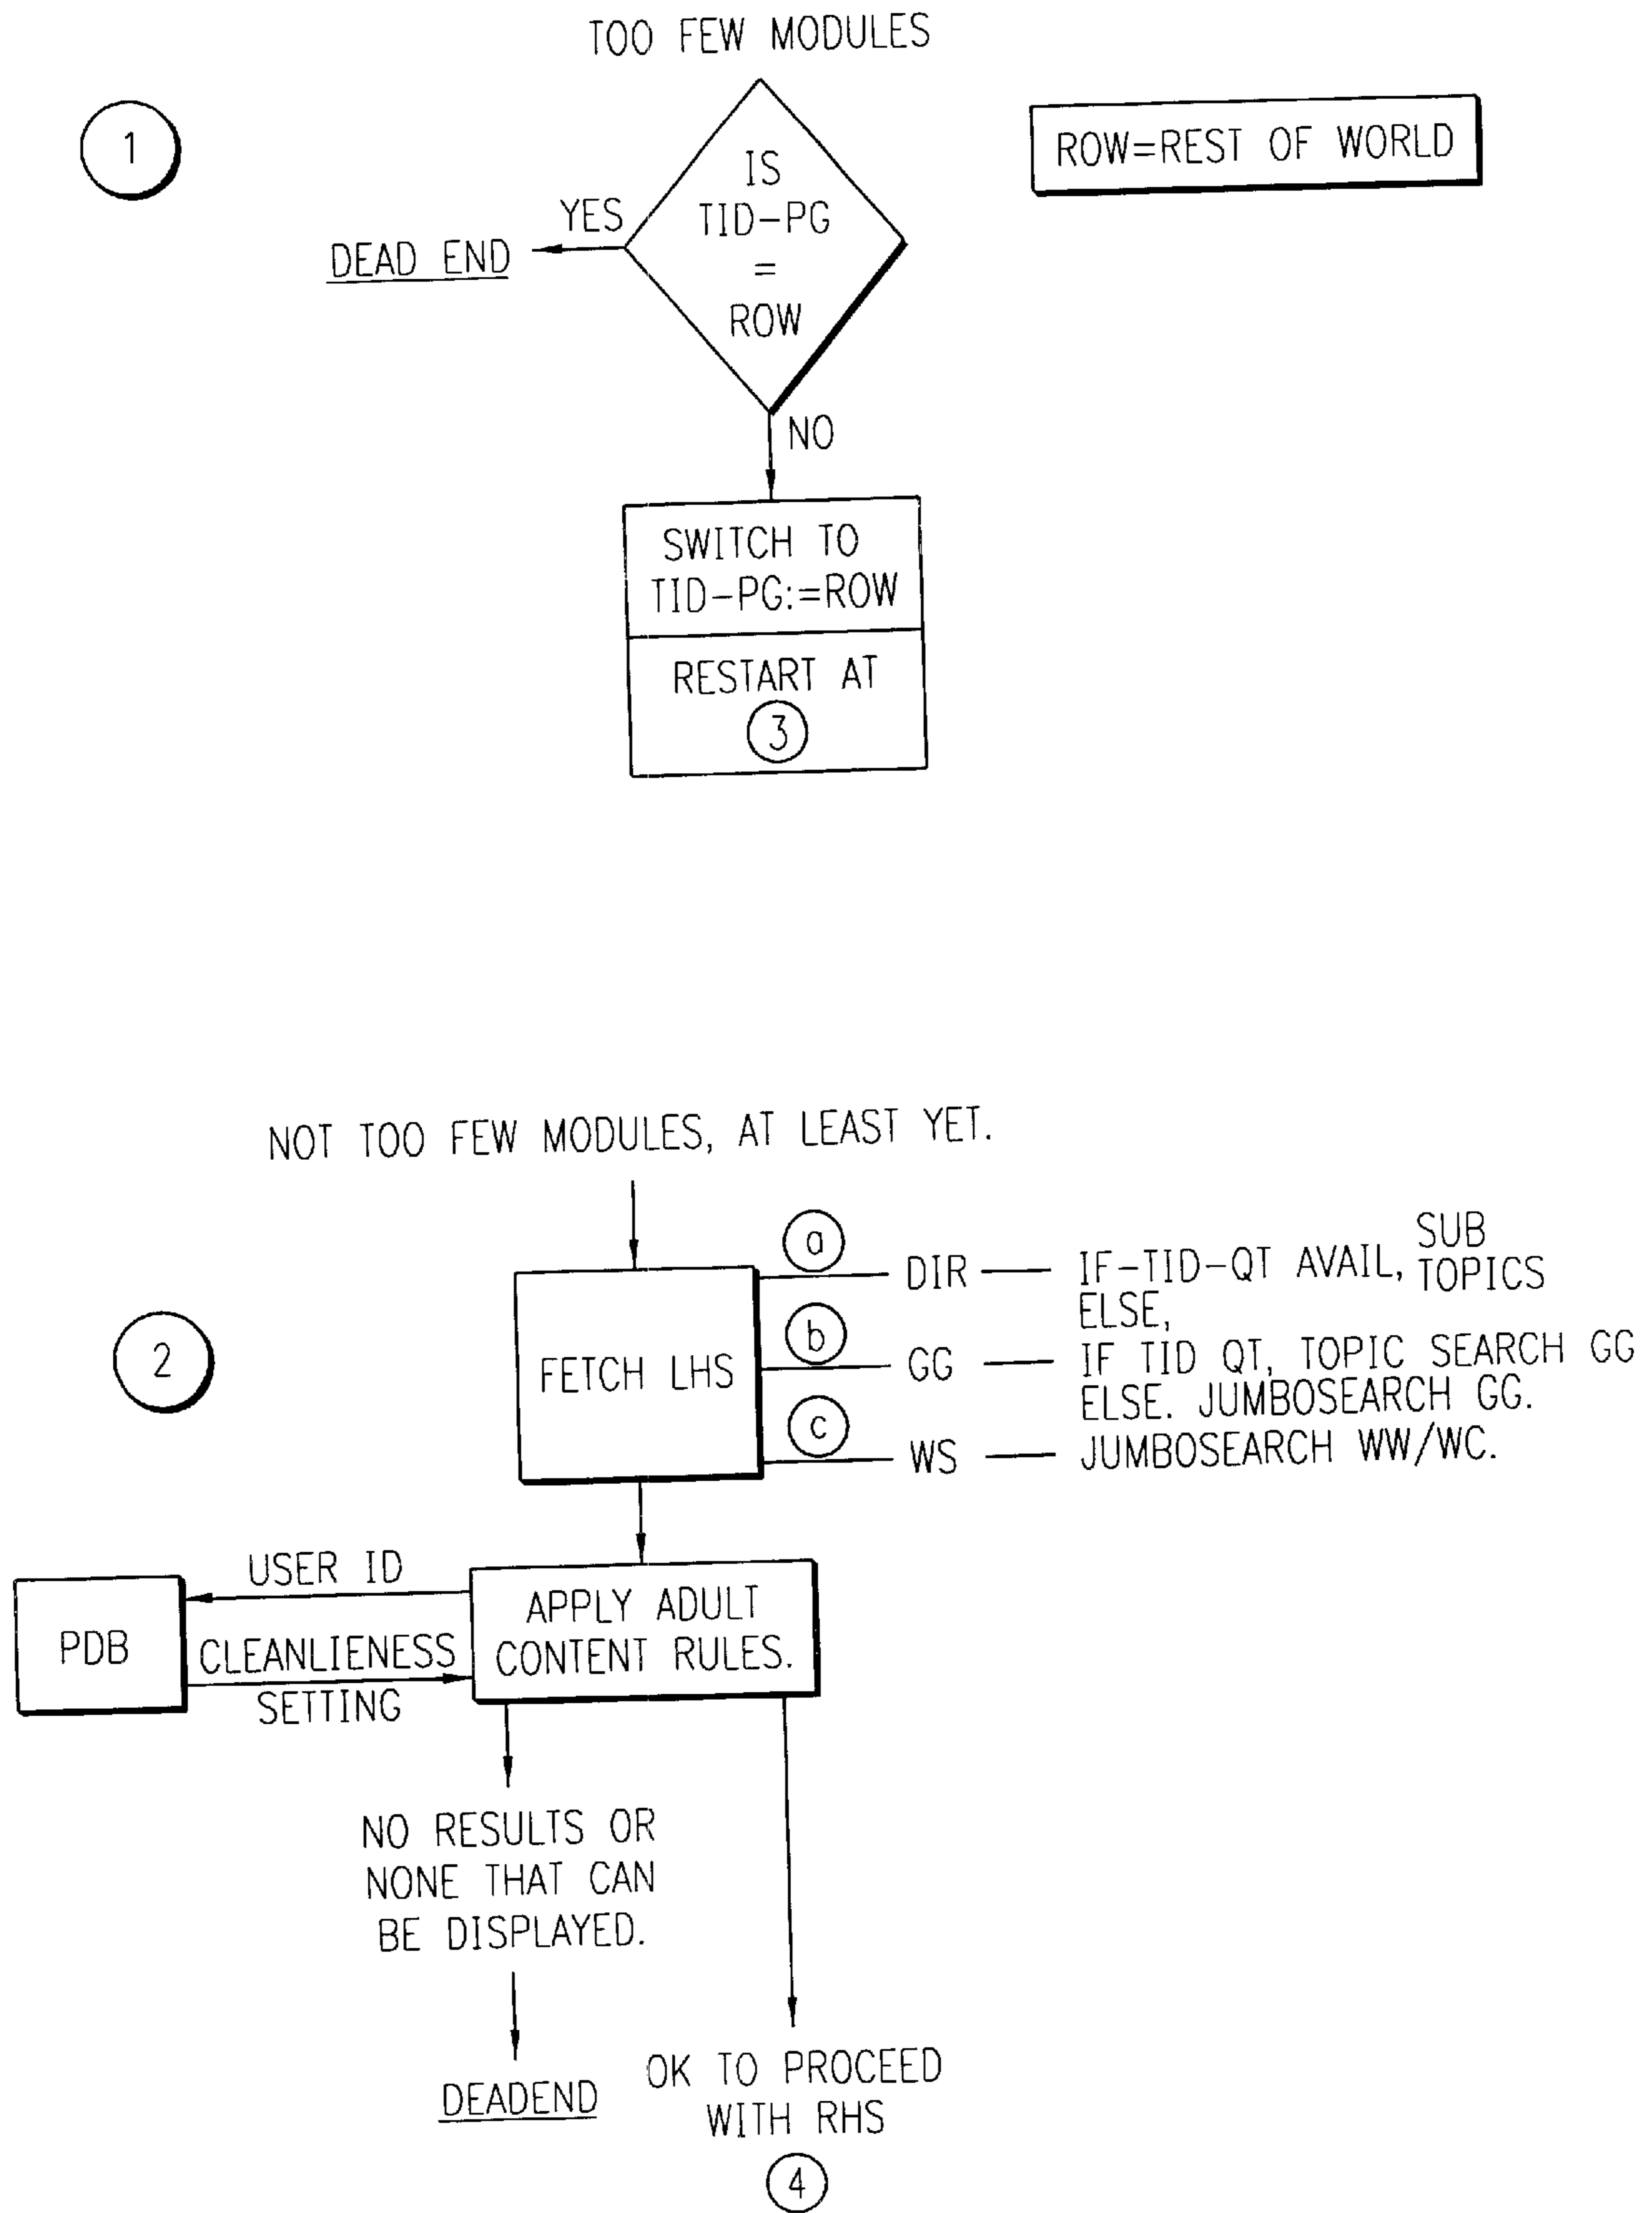 TOO FEW MODULES
1
ROW=REST OF WORLD
IS
TID-PG
=
ROW
YES
DEAD END
NO
SWITCH TO
TID-PG:=ROW
RESTART AT
3
NOT TOO FEW MODULES, AT LEAST YET.
2
FETCH LHS
a
DIR
IF-TID-QT AVAIL, SUB
TOPICS
ELSE,
b
GG
IF TID QT, TOPIC SEARCH GG
ELSE. JUMBOSEARCH GG.
c
WS
JUMBOSEARCH WW/WC.
USER ID
PDB
CLEANLIENESS
SETTING
APPLY ADULT
CONTENT RULES.
NO RESULTS OR
NONE THAT CAN
BE DISPLAYED.
DEADEND
OK TO PROCEED
WITH RHS
4